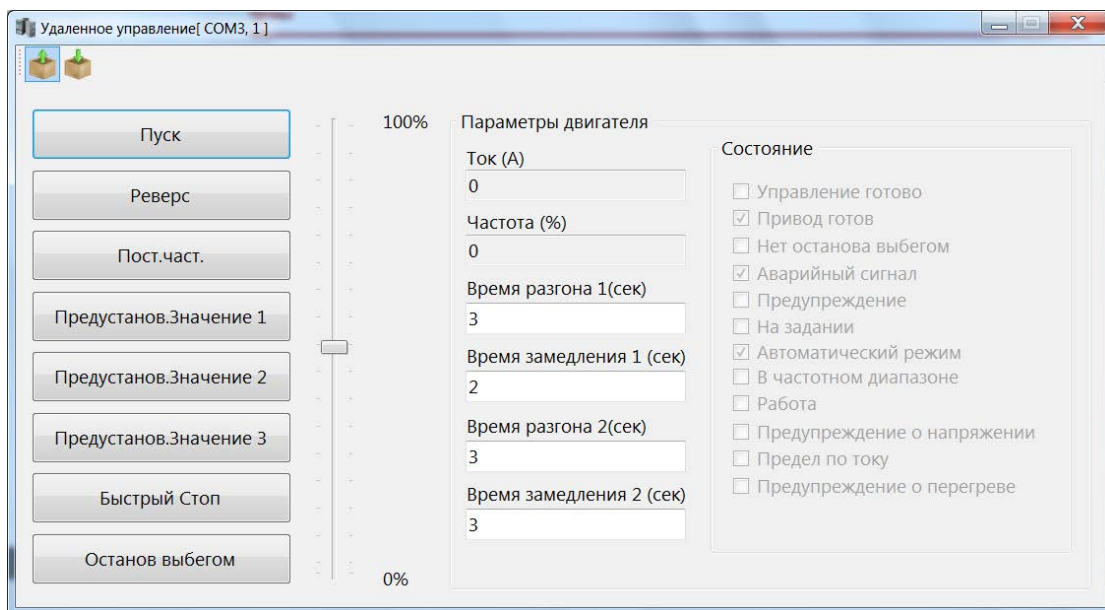 Удаленное управление[ COM3, 1 ]
Пуск
Реверс
Пост.част.
Предустанов.Значение 1
Предустанов.Значение 2
Предустанов.Значение 3
Быстрый Стоп
Останов выбегом
100%
0%
Параметры двигателя
Ток (А)
0
Частота (%)
0
Время разгона 1(сек)
3
Время замедления 1 (сек)
2
Время разгона 2(сек)
3
Время замедления 2 (сек)
3
Состояние
Управление готово
Привод готов
Нет останова выбегом
Аварийный сигнал
Предупреждение
На задании
Автоматический режим
В частотном диапазоне
Работа
Предупреждение о напряжении
Предел по току
Предупреждение о перегреве